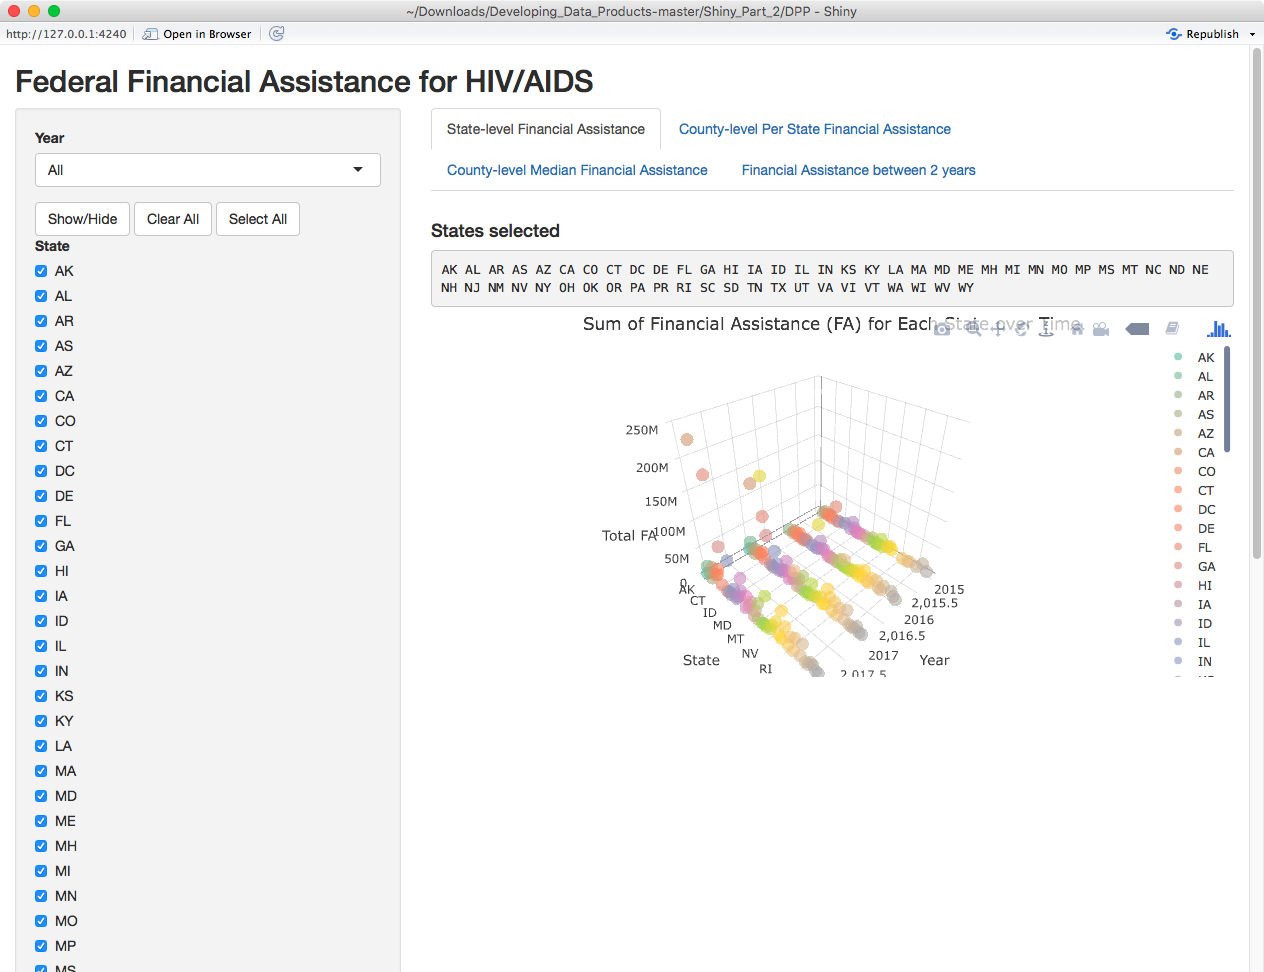 ~/Downloads/Developing_Data_Products-master/Shiny_Part_2/DPP - Shiny
http://127.0.0.1:4240 Open in Browser Republish
Federal Financial Assistance for HIV/AIDS
Year
All
Show/Hide Clear All Select All
State
AK
AL
AR
AS
AZ
CA
CO
CT
DC
DE
FL
GA
HI
IA
ID
IL
IN
KS
KY
LA
MA
MD
ME
MH
MI
MN
MO
MP
MS
State-level Financial Assistance County-level Per State Financial Assistance
County-level Median Financial Assistance Financial Assistance between 2 years
States selected
AK AL AR AS AZ CA CO CT DC DE FL GA HI IA ID IL IN KS KY LA MA MD ME MH MI MN MO MP MS MT NC ND NE
NH NJ NM NV NY OH OK OR PA PR RI SC SD TN TX UT VA VI VT WA WI WV WY
Sum of Financial Assistance (FA) for Each State over Time
250M
200M
150M
100M
50M
0
Total FA
AK
CT
ID
MD
MT
NV
RI
State
2015
2,015.5
2016
2,016.5
2017
2,017.5
Year
AK
AL
AR
AS
AZ
CA
CO
CT
DC
DE
FL
GA
HI
IA
ID
IL
IN